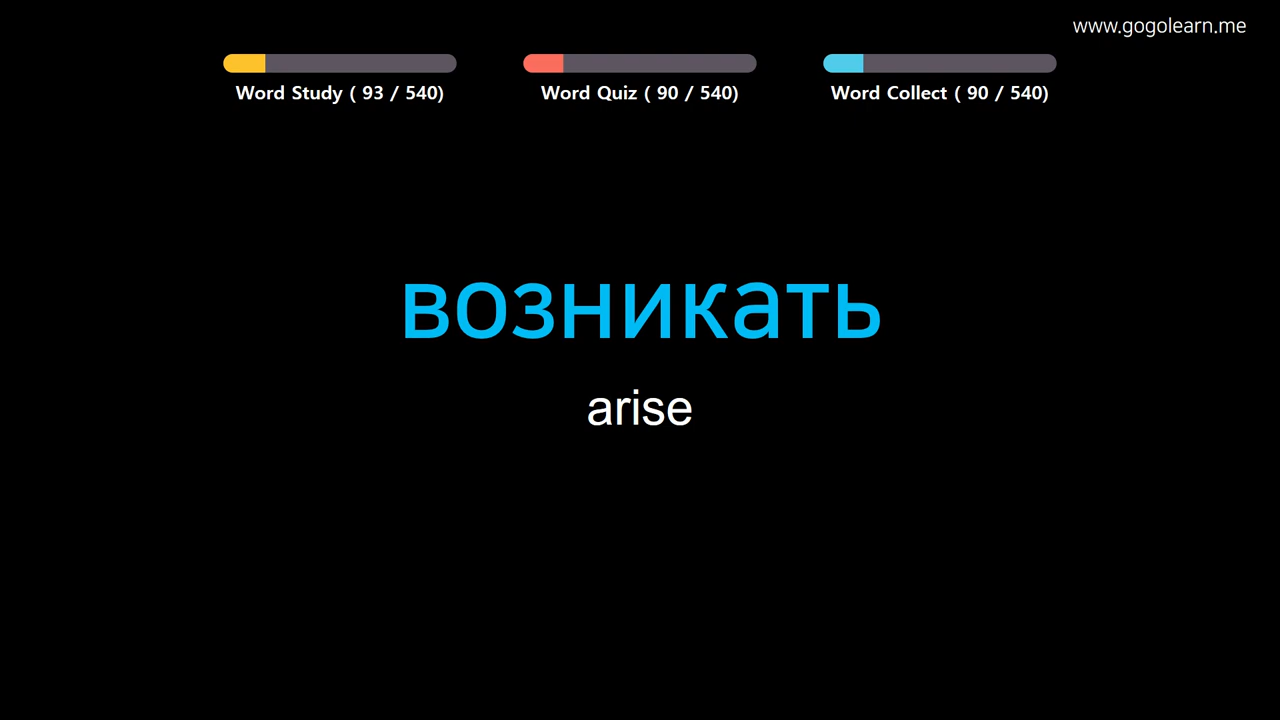 www.gogolearn.me
Word Study ( 93 / 540)
Word Quiz ( 90 / 540)
Word Collect ( 90 / 540)
возникать
arise